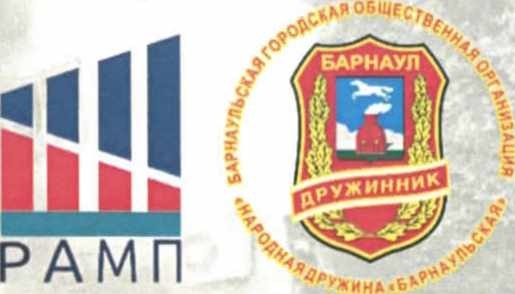 РАМП
БАРНАУЛЬСКАЯ ГОРОДСКАЯ ОБЩЕСТВЕННАЯ ОРГАНИЗАЦИЯ
БАРНАУЛ
ДРУЖИННИК
«НАРОДНАЯ ДРУЖИНА «БАРНАУЛЬСКАЯ»